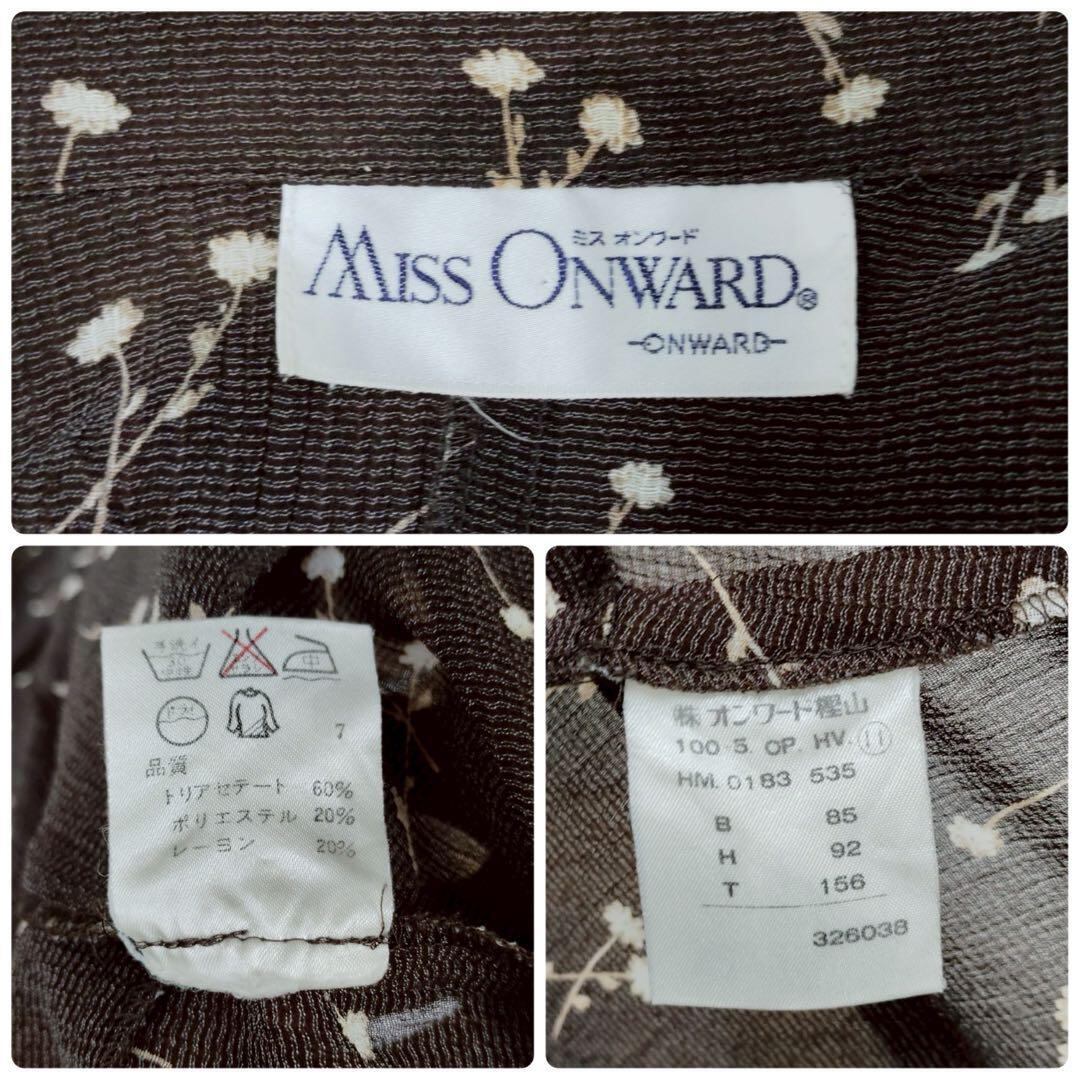 ミス オンワード
MISS ONWARD®
ONWARD
手洗イ
中
ドライ
7
品質
トリアセテート 60%
ポリエステル 20%
レーヨン 20%
株 オンワード樫山
100-5. OP. HV. ⑪
HM. 0183 535
B 85
H 92
T 156
326038